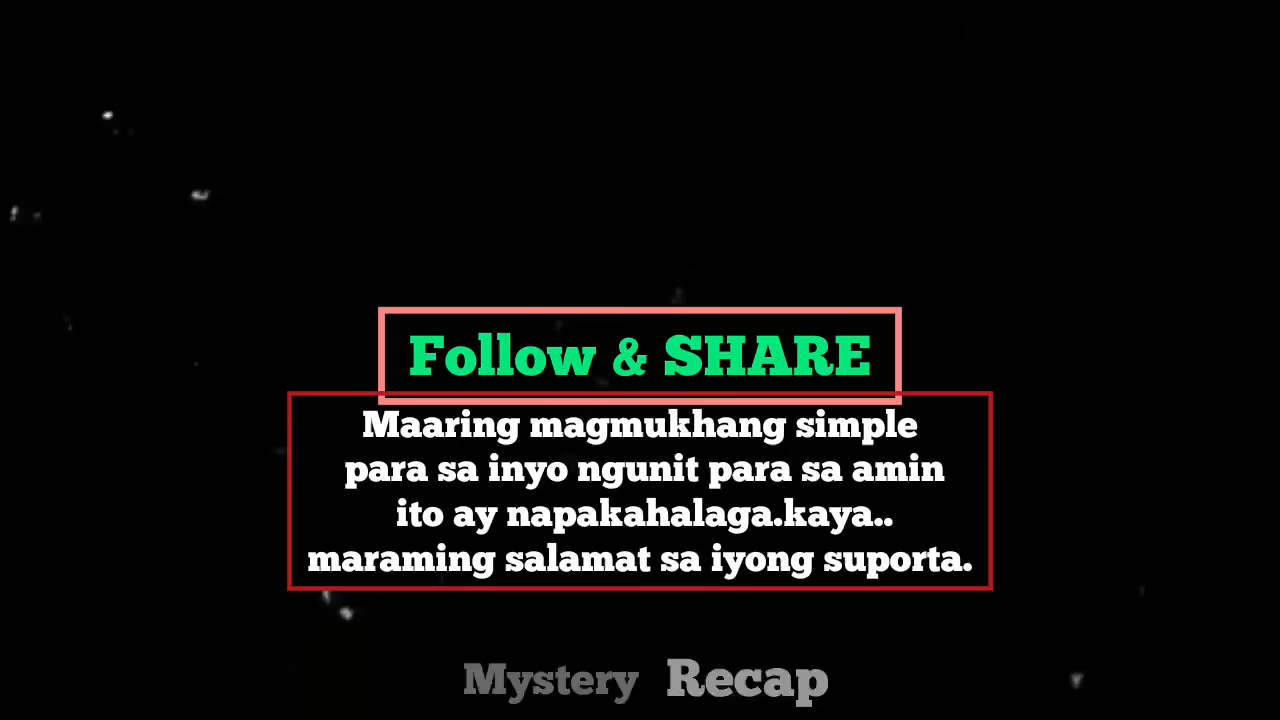 Follow & SHARE
Maaring magmukhang simple
para sa inyo ngunit para sa amin
ito ay napakahalaga.kaya..
maraming salamat sa iyong suporta.
Mystery Recap